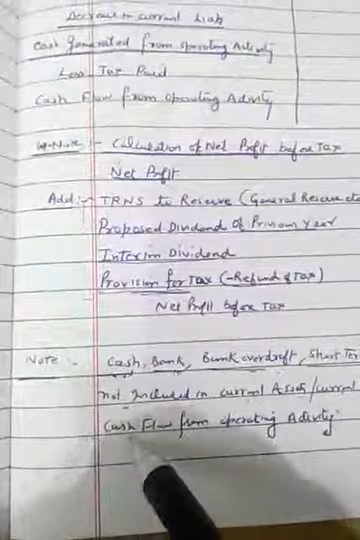 Decrease in current Liab
Cash generated from operating Activity
Less Tax Paid
Cash Flow from operating Activity
W-Note :- Calculation of Net Profit before Tax
Net Profit
Add :- TRNS to Reserve (General Reserve etc
Proposed Dividend of Previous year
Interim Dividend
Provision for Tax (-Refund of Tax)
Net Profit before Tax
Note :- Cash, Bank, Bank overdraft, Short Ter
not Included in current Assets/current
Cash Flow from operating Activity